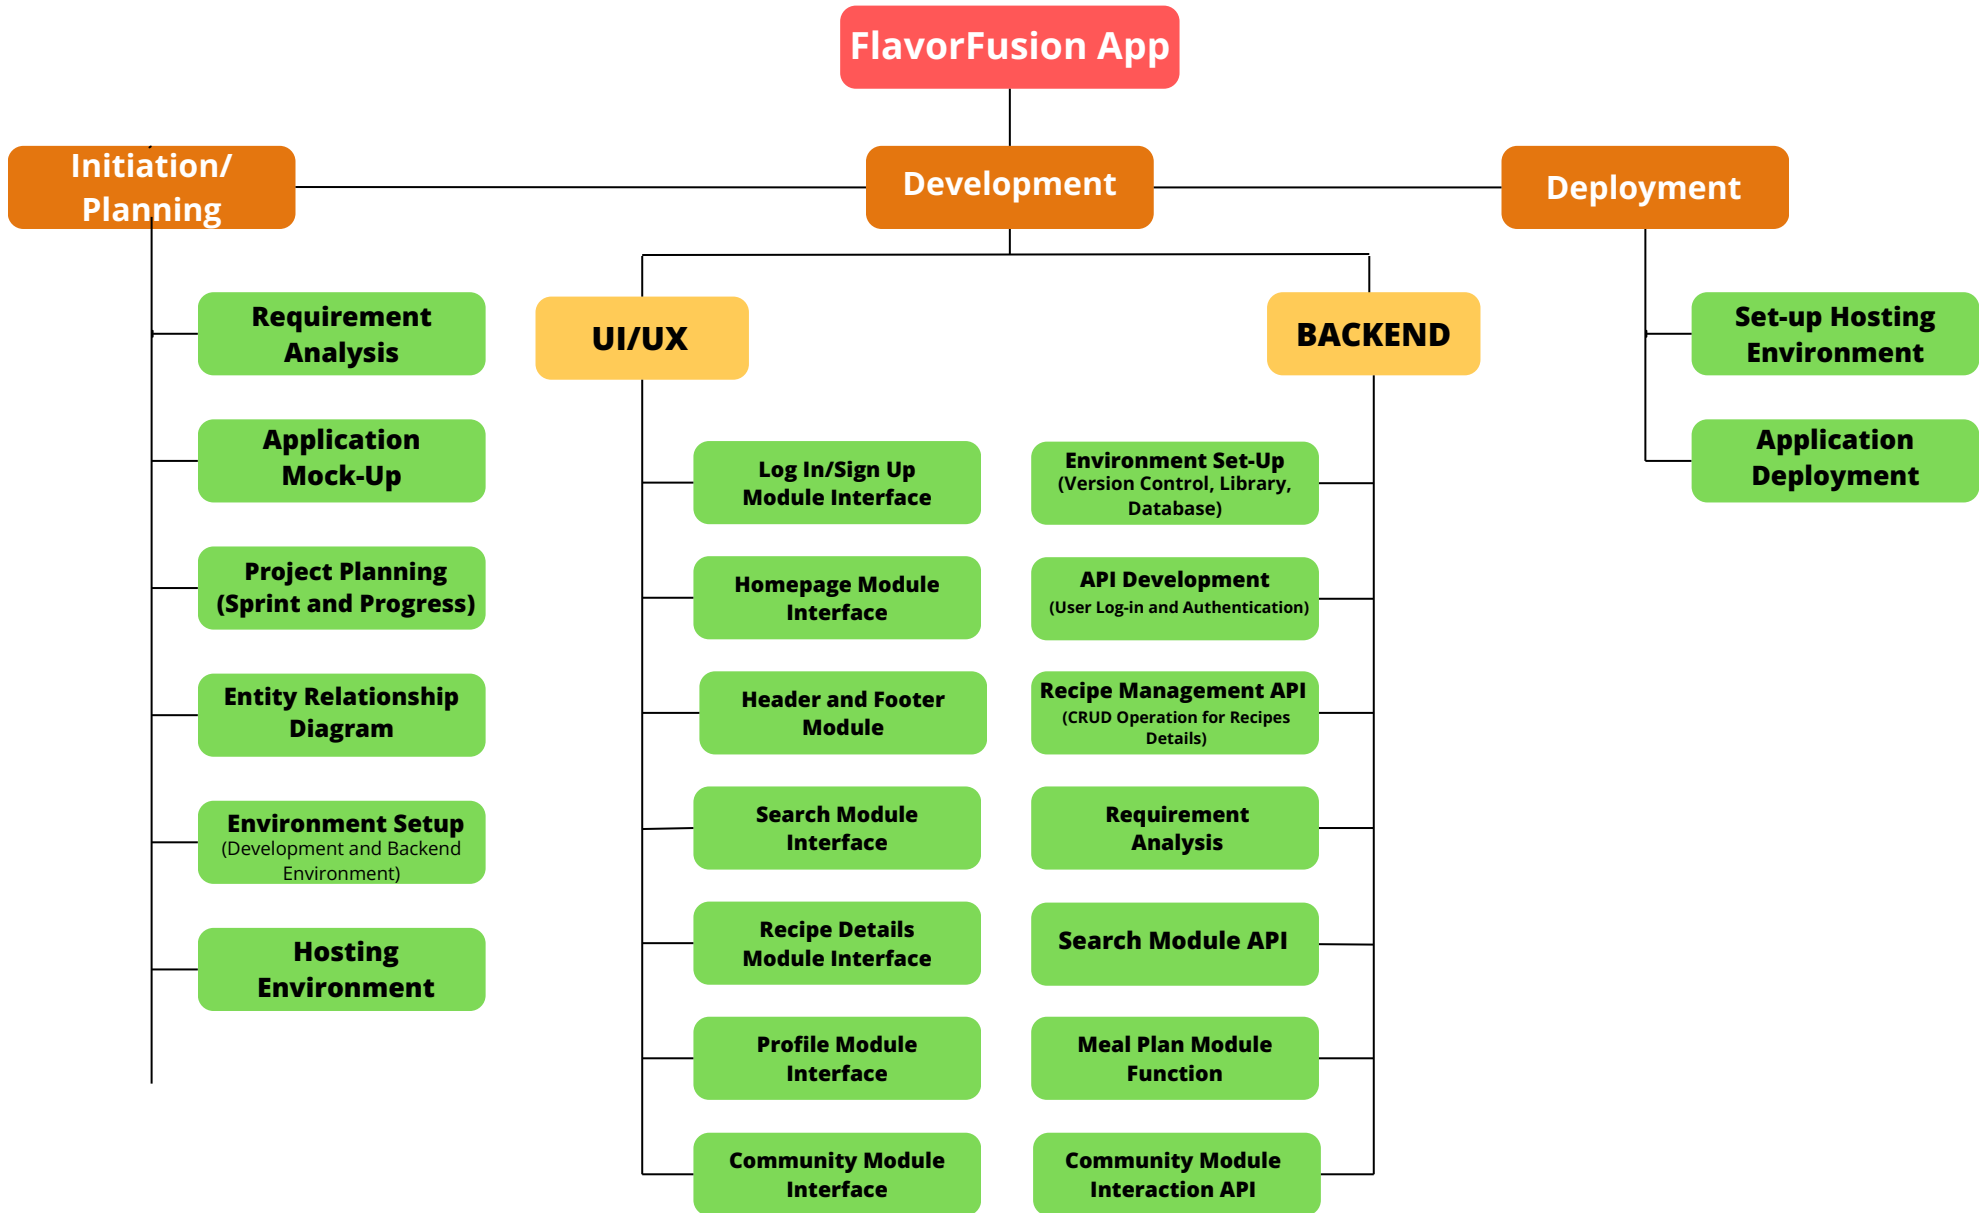 FlavorFusion App
Initiation/
Planning
Development
Deployment
Requirement
Analysis
Application
Mock-Up
Project Planning
(Sprint and Progress)
Entity Relationship
Diagram
Environment Setup
(Development and Backend
Environment)
Hosting
Environment
UI/UX
Log In/Sign Up
Module Interface
Homepage Module
Interface
Header and Footer
Module
Search Module
Interface
Recipe Details
Module Interface
Profile Module
Interface
Community Module
Interface
BACKEND
Environment Set-Up
(Version Control, Library,
Database)
API Development
(User Log-in and Authentication)
Recipe Management API
(CRUD Operation for Recipes
Details)
Requirement
Analysis
Search Module API
Meal Plan Module
Function
Community Module
Interaction API
Set-up Hosting
Environment
Application
Deployment